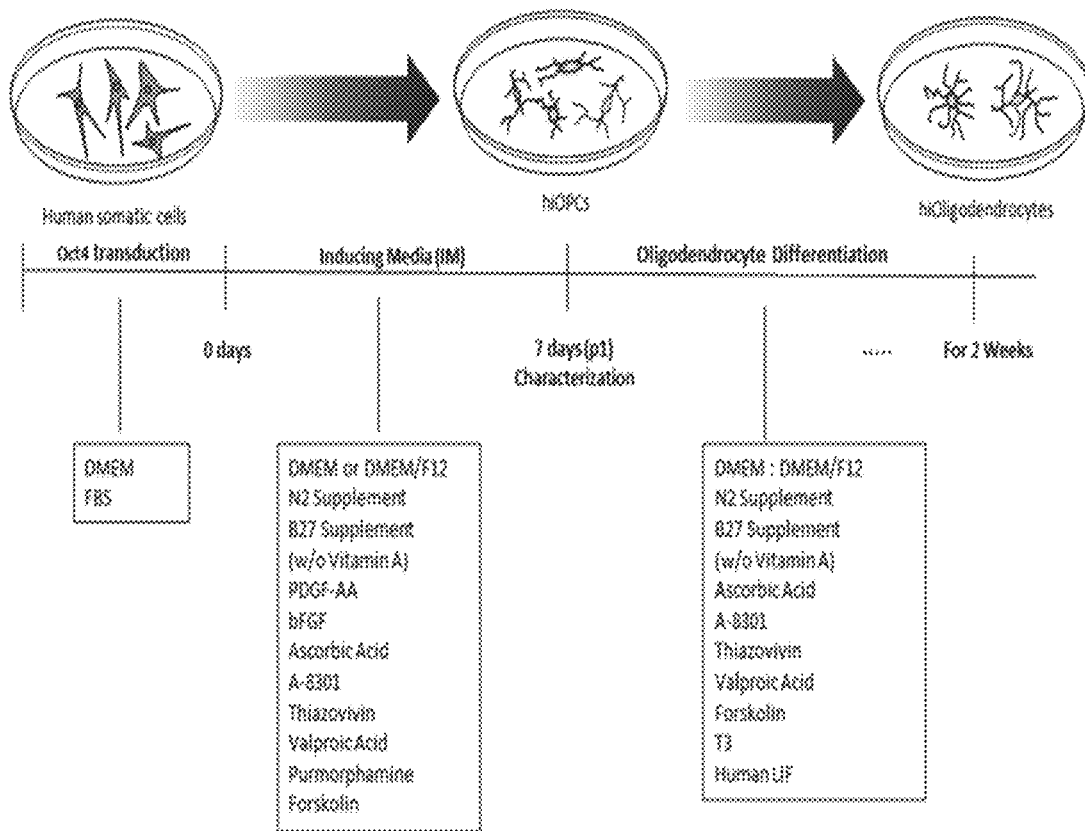 Human somatic cells
hiOPCs
hiOligodendrocytes
Oct4 transduction
Inducing Media (IM)
Oligodendrocyte Differentiation
0 days
7 days(p1)
Characterization
.....
For 2 Weeks
DMEM
FBS
DMEM or DMEM/F12
N2 Supplement
B27 Supplement
(w/o Vitamin A)
PDGF-AA
bFGF
Ascorbic Acid
A-8301
Thiazovivin
Valproic Acid
Purmorphamine
Forskolin
DMEM : DMEM/F12
N2 Supplement
B27 Supplement
(w/o Vitamin A)
Ascorbic Acid
A-8301
Thiazovivin
Valproic Acid
Forskolin
T3
Human LiF